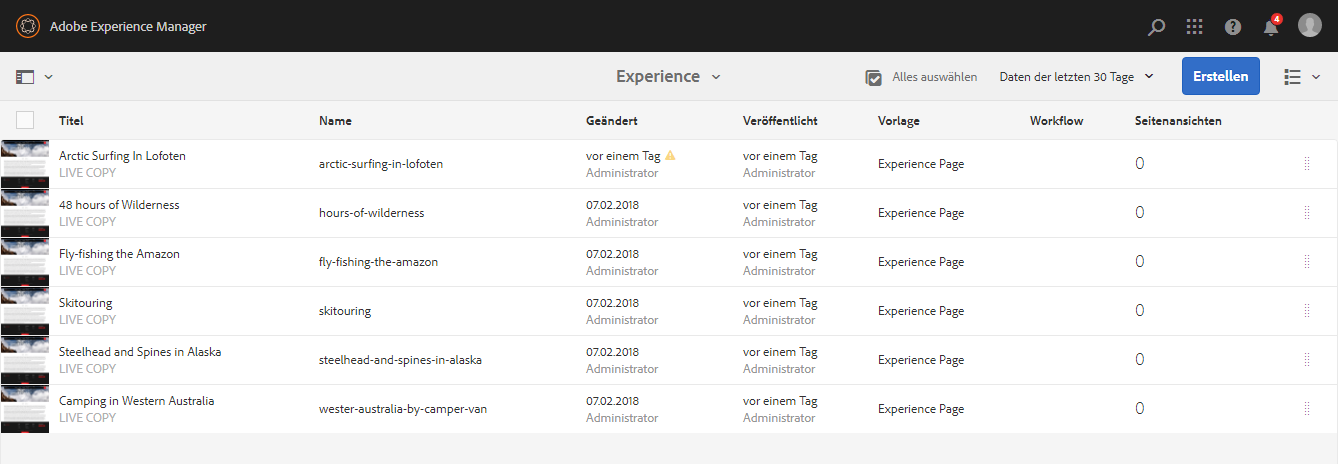 Adobe Experience Manager
4
Experience
Alles auswählen
Daten der letzten 30 Tage
Erstellen
Titel Name Geändert Veröffentlicht Vorlage Workflow Seitenansichten
Arctic Surfing In Lofoten
LIVE COPY
arctic-surfing-in-lofoten
vor einem Tag
Administrator
vor einem Tag
Administrator
Experience Page
0
48 hours of Wilderness
LIVE COPY
hours-of-wilderness
07.02.2018
Administrator
vor einem Tag
Administrator
Experience Page
0
Fly-fishing the Amazon
LIVE COPY
fly-fishing-the-amazon
07.02.2018
Administrator
vor einem Tag
Administrator
Experience Page
0
Skitouring
LIVE COPY
skitouring
07.02.2018
Administrator
vor einem Tag
Administrator
Experience Page
0
Steelhead and Spines in Alaska
LIVE COPY
steelhead-and-spines-in-alaska
07.02.2018
Administrator
vor einem Tag
Administrator
Experience Page
0
Camping in Western Australia
LIVE COPY
wester-australia-by-camper-van
07.02.2018
Administrator
vor einem Tag
Administrator
Experience Page
0